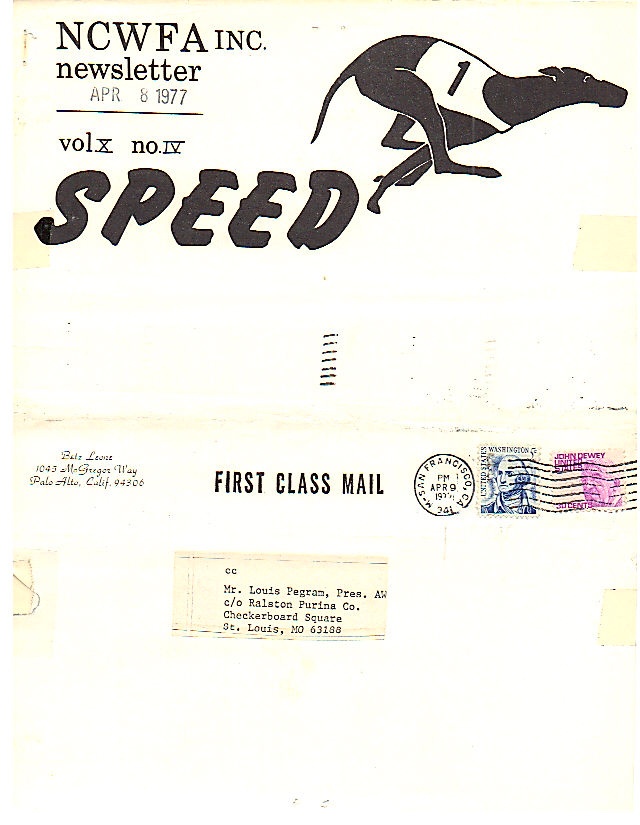 NCWFA INC.
newsletter
APR 8 1977
vol X no. IV
1
SPEED
Betz Leone
1045 McGregor Way
Palo Alto, Calif. 94306
FIRST CLASS MAIL
SAN FRANCISCO, CA
PM
APR 9
941
UNITED STATES
WASHINGTON 5c
JOHN DEWEY
UNITED
STATES
30 CENTS
cc
Mr. Louis Pegram, Pres. AW
c/o Ralston Purina Co.
Checkerboard Square
St. Louis, MO 63188